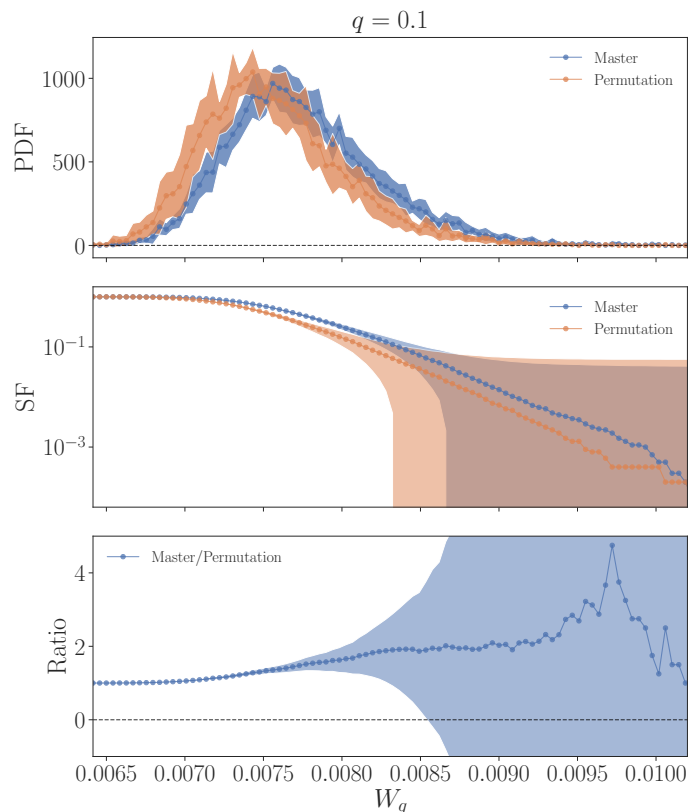 q = 0.1
1000
500
0
PDF
Master
Permutation
10⁻¹
10⁻³
SF
Master
Permutation
4
2
0
Ratio
Master/Permutation
0.0065 0.0070 0.0075 0.0080 0.0085 0.0090 0.0095 0.0100
W_q